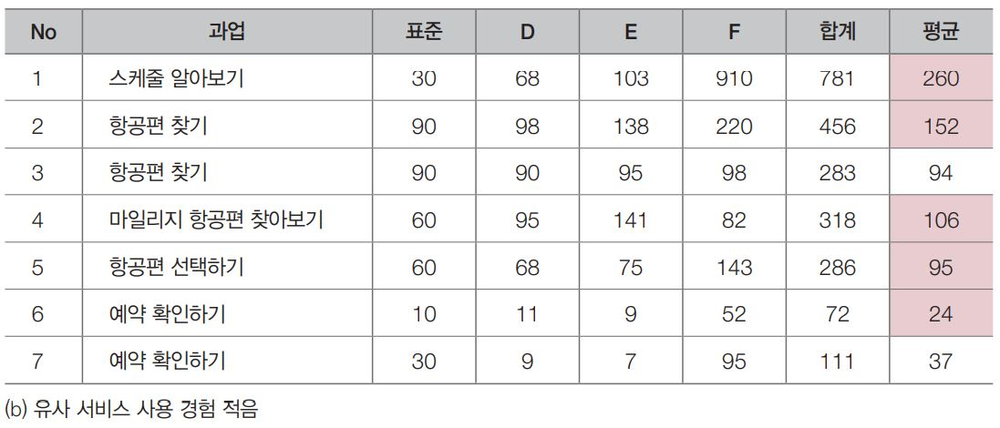 No 과업 표준 D E F 합계 평균
1 스케줄 알아보기 30 68 103 910 781 260
2 항공편 찾기 90 98 138 220 456 152
3 항공편 찾기 90 90 95 98 283 94
4 마일리지 항공편 찾아보기 60 95 141 82 318 106
5 항공편 선택하기 60 68 75 143 286 95
6 예약 확인하기 10 11 9 52 72 24
7 예약 확인하기 30 9 7 95 111 37
(b) 유사 서비스 사용 경험 적음